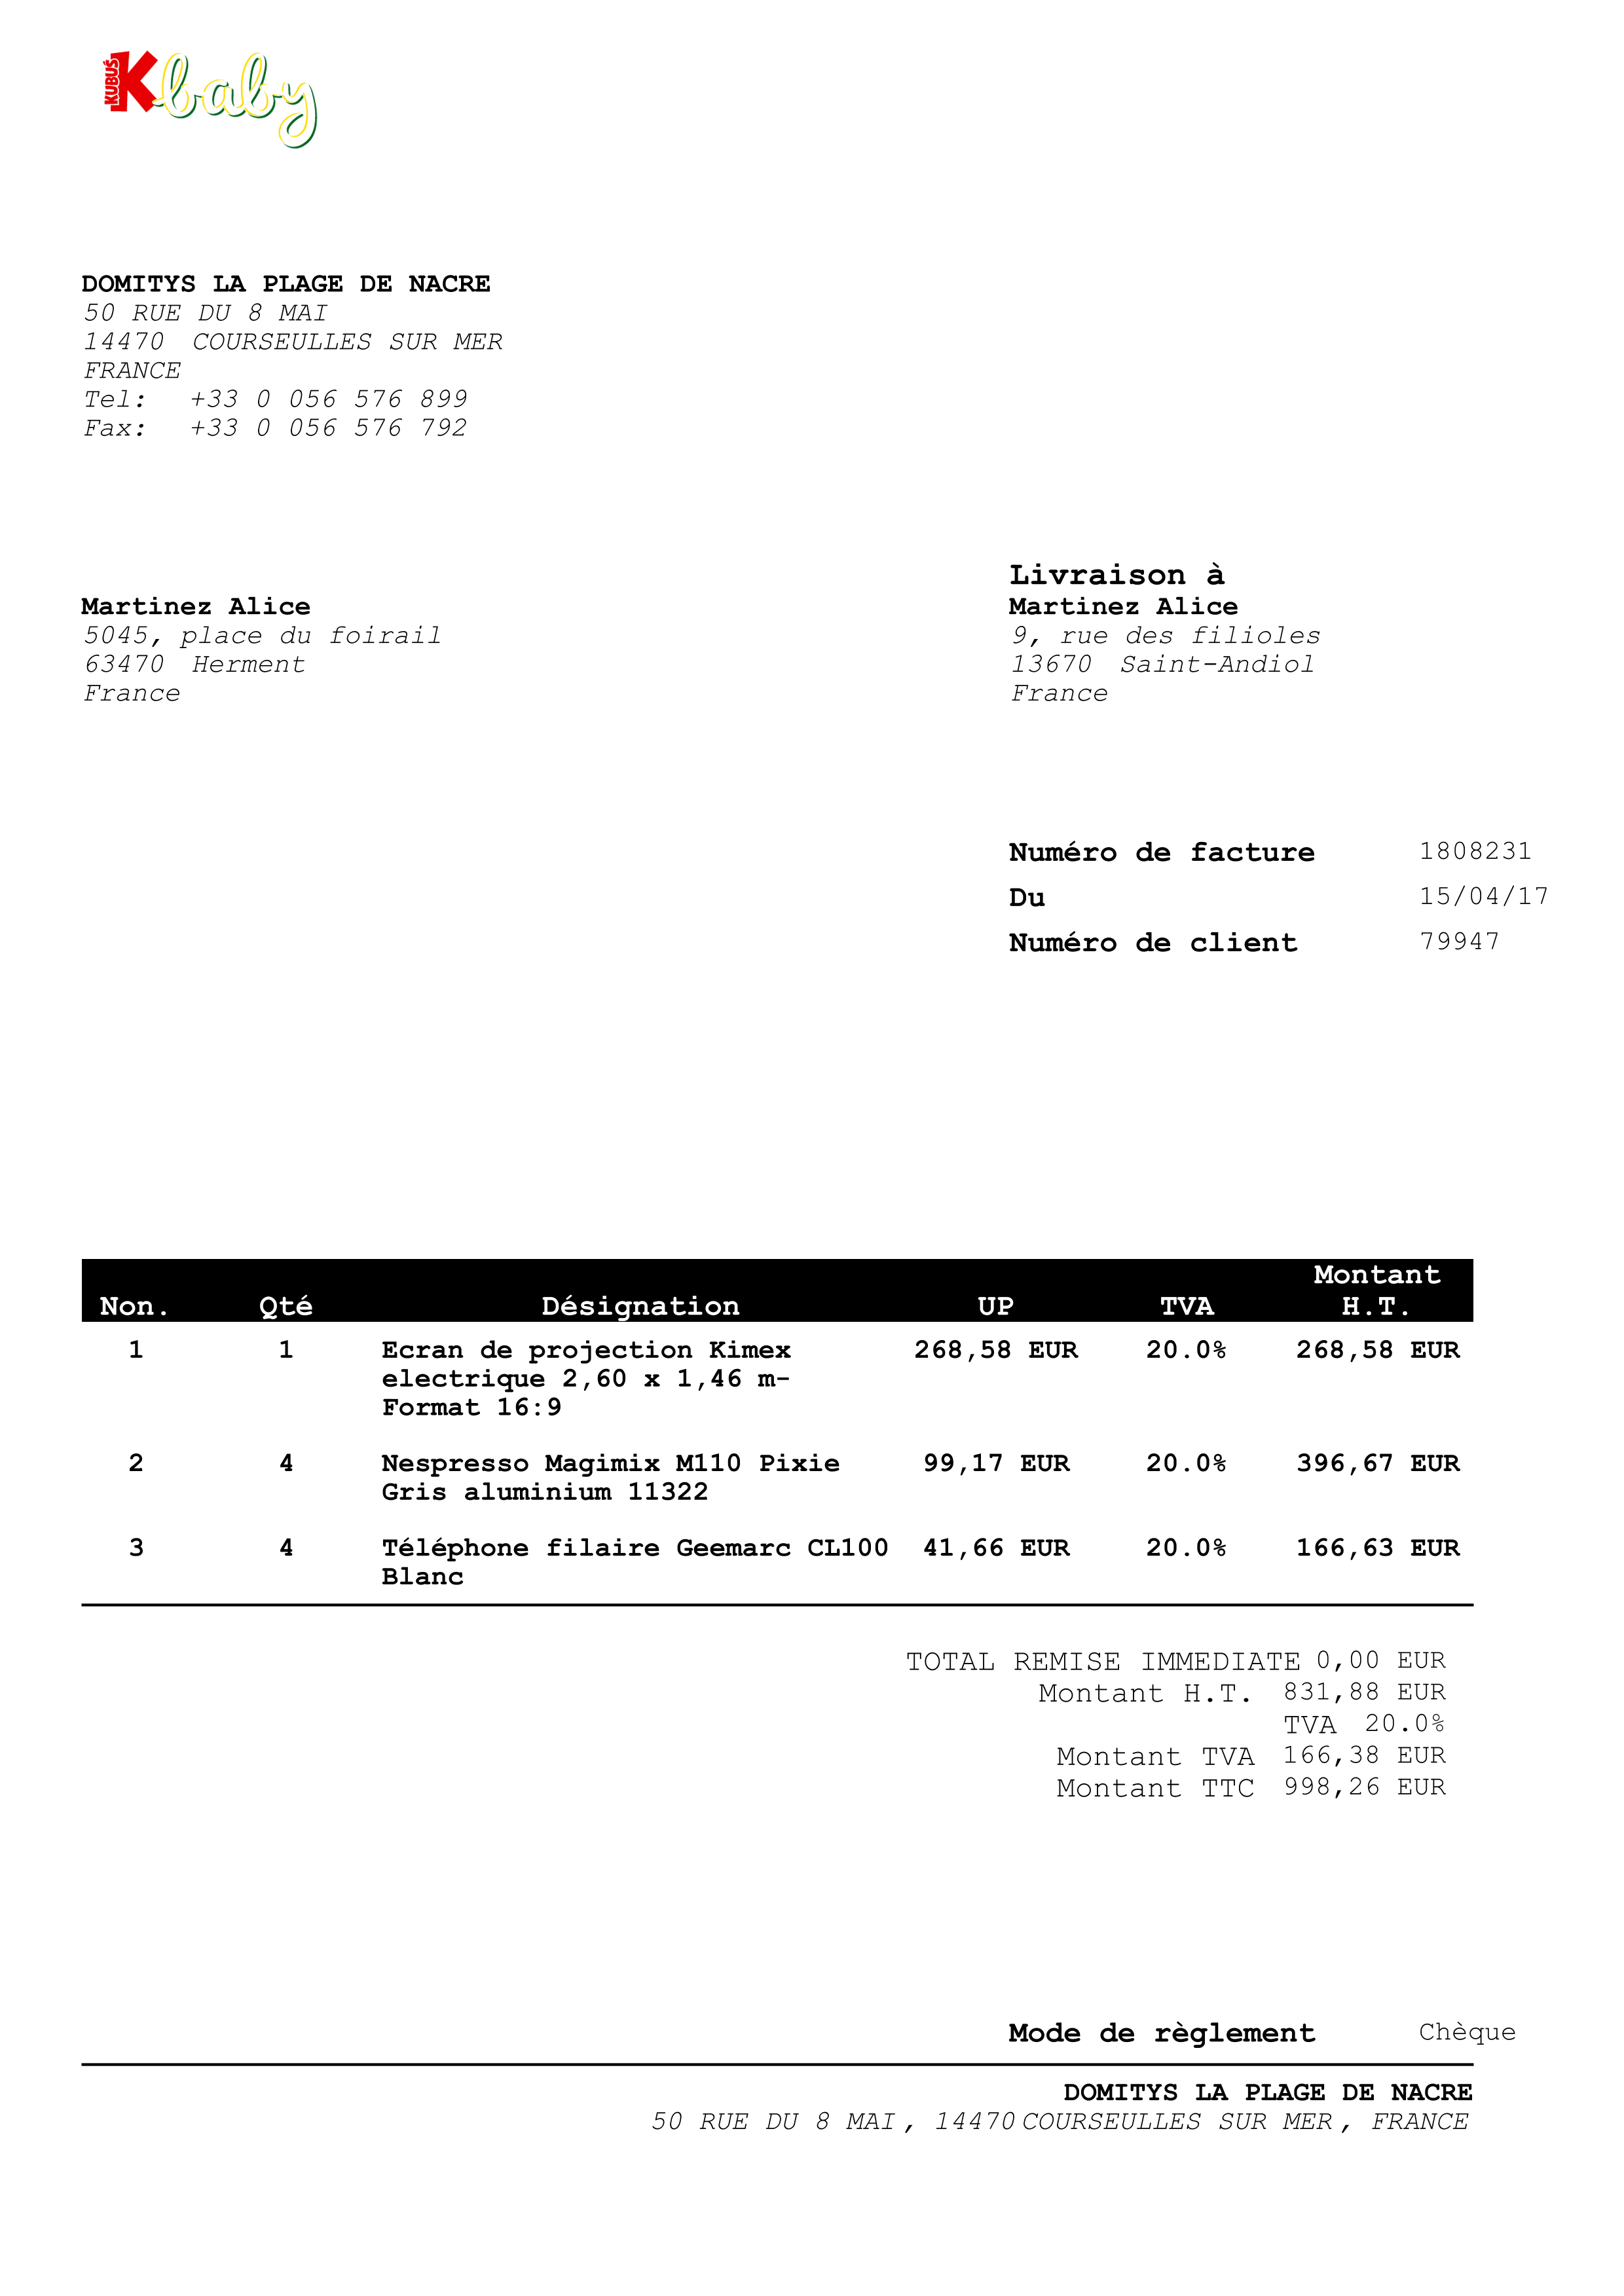 KUBUŚ
K baby
DOMITYS LA PLAGE DE NACRE
50 RUE DU 8 MAI
14470 COURSEULLES SUR MER
FRANCE
Tel: +33 0 056 576 899
Fax: +33 0 056 576 792
Martinez Alice
5045, place du foirail
63470 Herment
France
Livraison à
Martinez Alice
9, rue des filioles
13670 Saint-Andiol
France
Numéro de facture 1808231
Du 15/04/17
Numéro de client 79947
Non. Qté Désignation UP TVA Montant H.T.
1 1 Ecran de projection Kimex 268,58 EUR 20.0% 268,58 EUR
electrique 2,60 x 1,46 m-
Format 16:9
2 4 Nespresso Magimix M110 Pixie 99,17 EUR 20.0% 396,67 EUR
Gris aluminium 11322
3 4 Téléphone filaire Geemarc CL100 41,66 EUR 20.0% 166,63 EUR
Blanc
TOTAL REMISE IMMEDIATE 0,00 EUR
Montant H.T. 831,88 EUR
TVA 20.0%
Montant TVA 166,38 EUR
Montant TTC 998,26 EUR
Mode de règlement Chèque
DOMITYS LA PLAGE DE NACRE
50 RUE DU 8 MAI, 14470 COURSEULLES SUR MER, FRANCE